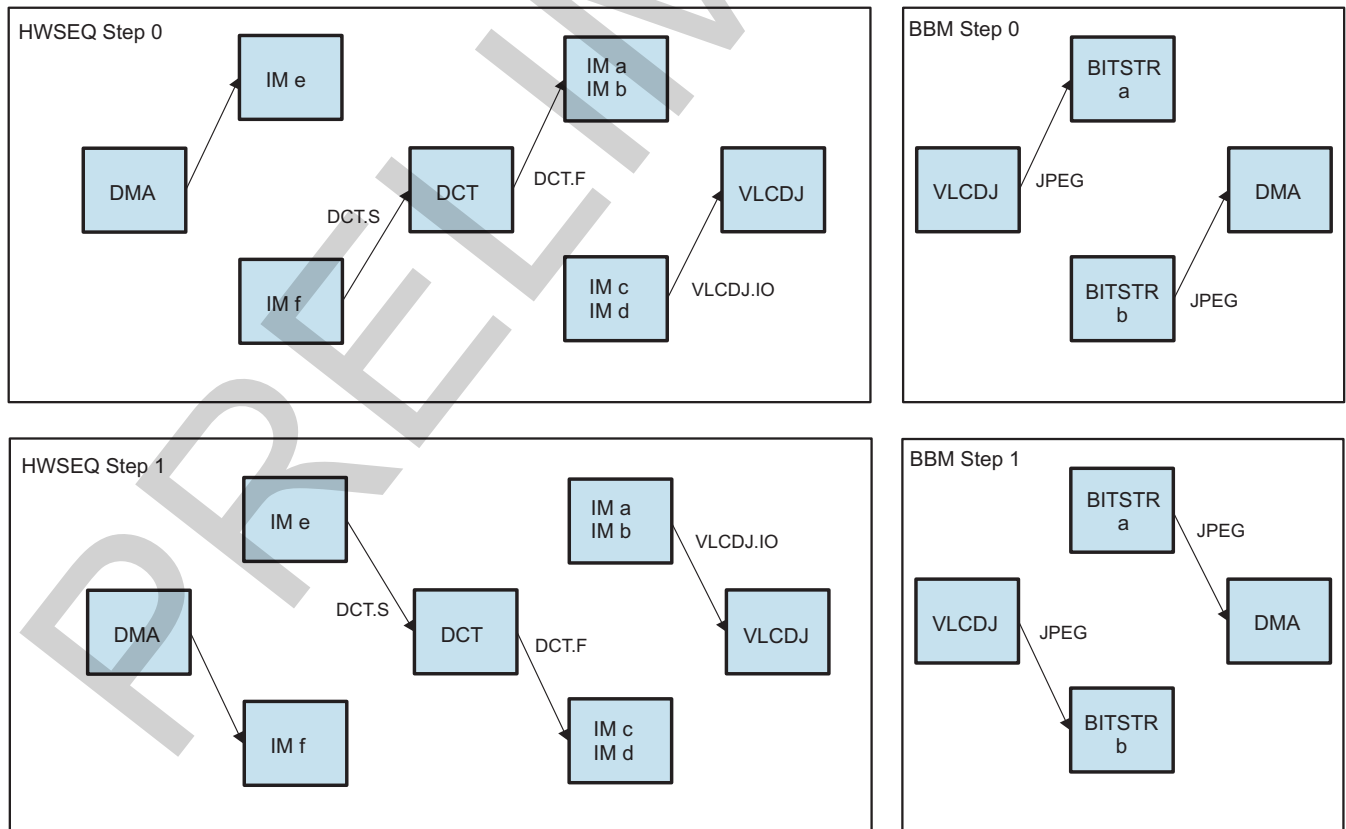 HWSEQ Step 0
IM e
IM a
IM b
DMA
DCT
DCT.F
VLCDJ
DCT.S
IM f
IM c
IM d
VLCDJ.IO
BBM Step 0
BITSTR
a
VLCDJ
JPEG
DMA
BITSTR
b
JPEG
HWSEQ Step 1
IM e
IM a
IM b
VLCDJ.IO
DCT.S
DMA
DCT
DCT.F
VLCDJ
IM f
IM c
IM d
BBM Step 1
BITSTR
a
JPEG
VLCDJ
JPEG
DMA
BITSTR
b
PRELIM